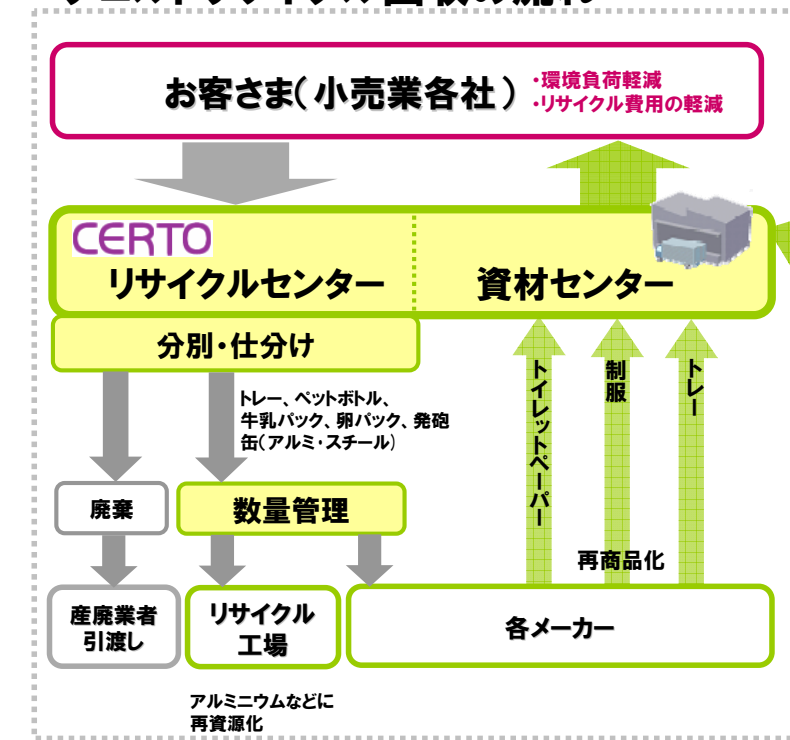 お客さま(小売業各社)
・環境負荷軽減
・リサイクル費用の軽減
CERTO
リサイクルセンター
資材センター
分別・仕分け
トレー、ペットボトル、
牛乳パック、卵パック、発砲
缶(アルミ・スチール)
トイレットペーパー
制服
トレー
廃棄
数量管理
再商品化
産廃業者
引渡し
リサイクル
工場
各メーカー
アルミニウムなどに
再資源化